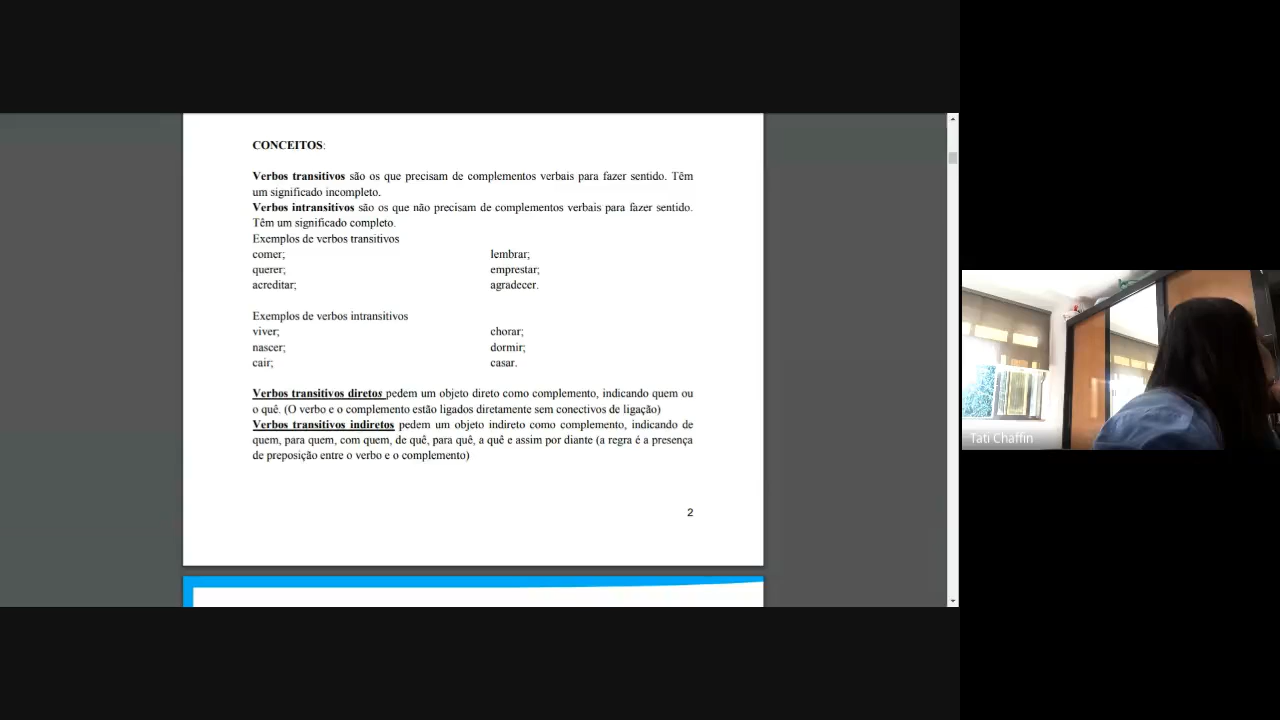 CONCEITOS:
Verbos transitivos são os que precisam de complementos verbais para fazer sentido. Têm
um significado incompleto.
Verbos intransitivos são os que não precisam de complementos verbais para fazer sentido.
Têm um significado completo.
Exemplos de verbos transitivos
comer; lembrar;
querer; emprestar;
acreditar; agradecer.
Exemplos de verbos intransitivos
viver; chorar;
nascer; dormir;
cair; casar.
Verbos transitivos diretos pedem um objeto direto como complemento, indicando quem ou
o quê. (O verbo e o complemento estão ligados diretamente sem conectivos de ligação)
Verbos transitivos indiretos pedem um objeto indireto como complemento, indicando de
quem, para quem, com quem, de quê, para quê, a quê e assim por diante (a regra é a presença
de preposição entre o verbo e o complemento)
2
Tati Chaffin